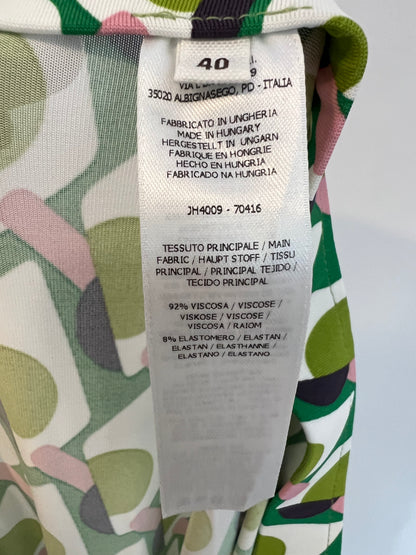 40
VIA
35020 ALBIGNASEGO, PD - ITALIA
FABBRICATO IN UNGHERIA
MADE IN HUNGARY
HERGESTELLT IN UNGARN
FABRIQUE EN HONGRIE
HECHO EN HUNGRIA
FABRICADO NA HUNGRIA
JH4009 - 70416
TESSUTO PRINCIPALE / MAIN
FABRIC / HAUPT STOFF / TISSU
PRINCIPAL / PRINCIPAL TEJIDO /
TECIDO PRINCIPAL
92% VISCOSA / VISCOSE /
VISKOSE / VISCOSE /
VISCOSA / RAIOM
8% ELASTOMERO / ELASTAN /
ELASTAN / ELASTHANNE /
ELASTANO / ELASTANO